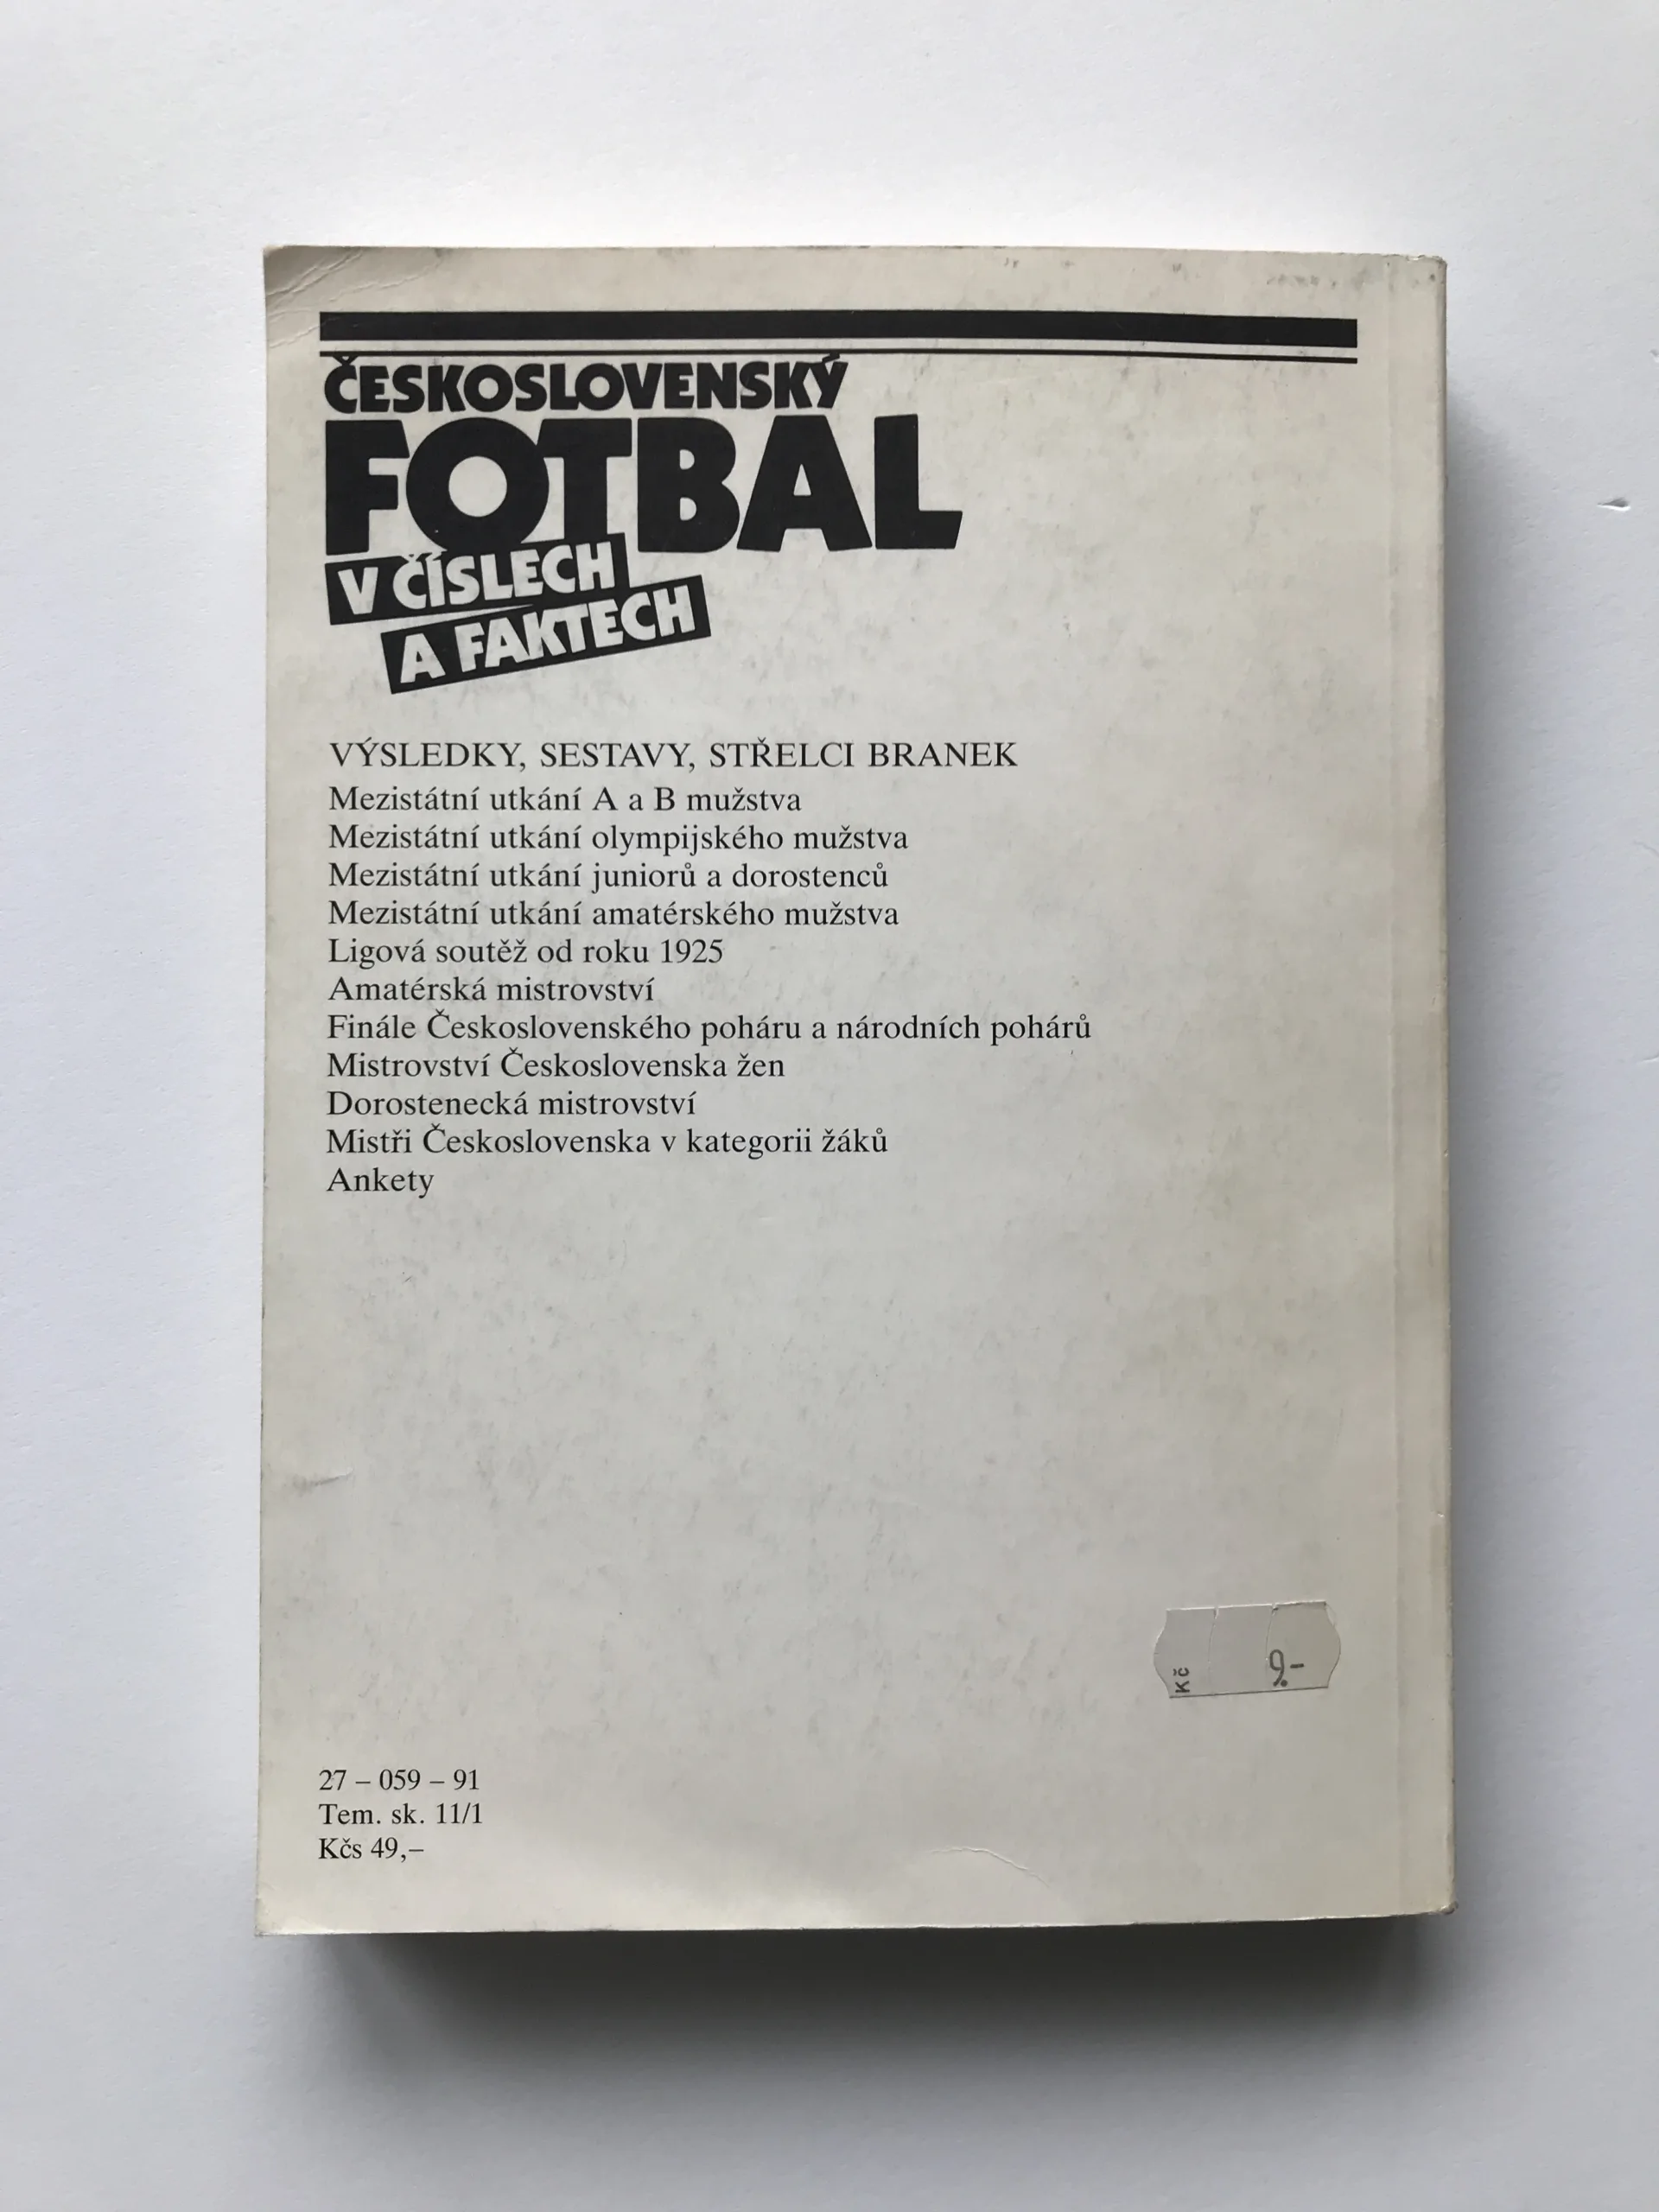 ČESKOSLOVENSKÝ
FOTBAL
V ČÍSLECH
A FAKTECH
VÝSLEDKY, SESTAVY, STŘELCI BRANEK
Mezistátní utkání A a B mužstva
Mezistátní utkání olympijského mužstva
Mezistátní utkání juniorů a dorostenců
Mezistátní utkání amatérského mužstva
Ligová soutěž od roku 1925
Amatérská mistrovství
Finále Československého poháru a národních pohárů
Mistrovství Československa žen
Dorostenecká mistrovství
Mistři Československa v kategorii žáků
Ankety
Kč 9.-
27 – 059 – 91
Tem. sk. 11/1
Kčs 49,–